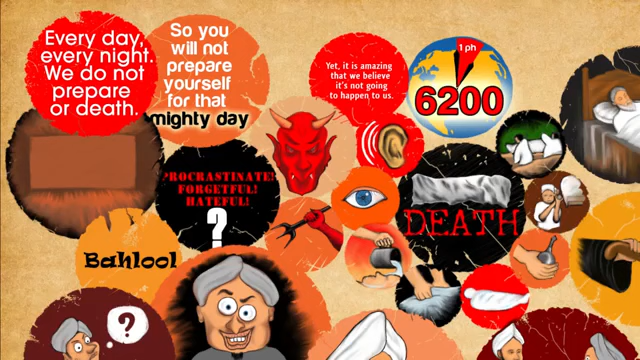 Every day,
every night.
We do not
prepare
or death.
So you
will not
prepare
yourself
for that
mighty day
Yet, it is amazing
that we believe
it's not going
to happen to us.
1 ph
6200
PROCRASTINATE!
FORGETFUL!
HATEFUL!
?
DEATH
Bahlool
?